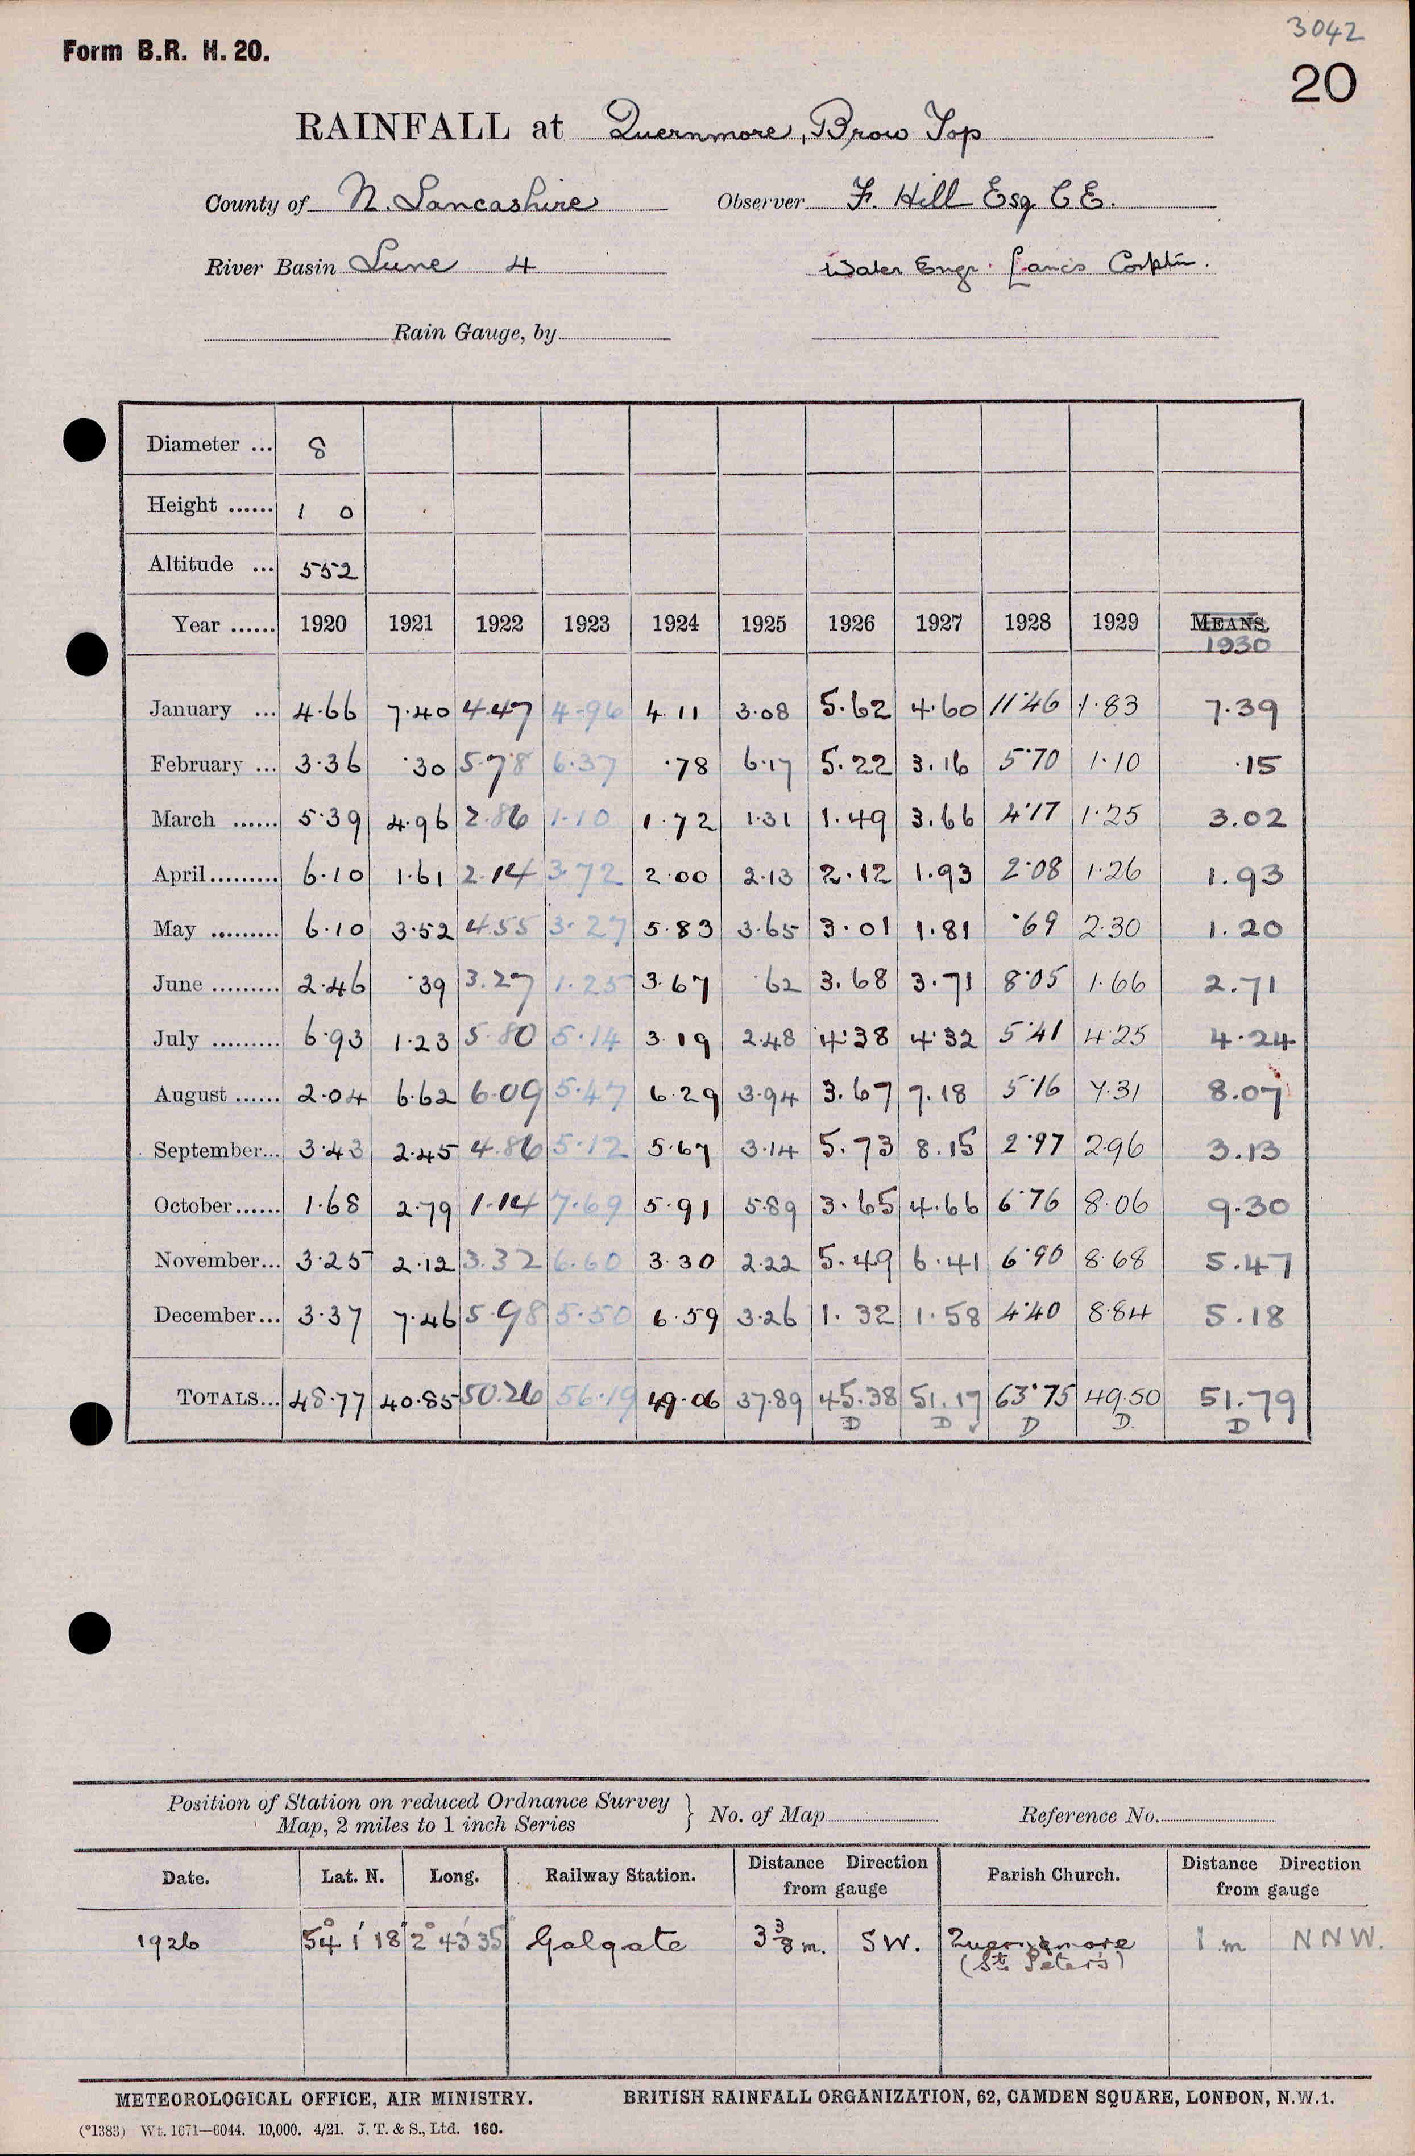 3042
Form B.R. H. 20.
20
RAINFALL at Quernmore, Brow Top
County of N. Lancashire Observer F. Hill Esq C.E.
River Basin Lune 4 Water Engr. Lancs Corptn.
Rain Gauge, by
Diameter ... 8
Height ...... 1 0
Altitude ... 552
Year ...... 1920 1921 1922 1923 1924 1925 1926 1927 1928 1929 MEANS.
1930
January ... 4.66 7.40 4.47 4.96 4.11 3.08 5.62 4.60 11.46 1.83 7.39
February ... 3.36 .30 5.78 6.37 .78 6.17 5.22 3.16 5.70 1.10 .15
March ...... 5.39 4.96 2.86 1.10 1.72 1.31 1.49 3.66 4.17 1.25 3.02
April......... 6.10 1.61 2.14 3.72 2.00 2.13 2.12 1.93 2.08 1.26 1.93
May ......... 6.10 3.52 4.55 3.27 5.83 3.65 3.01 1.81 .69 2.30 1.20
June ......... 2.46 .39 3.27 1.25 3.67 .62 3.68 3.71 8.05 1.66 2.71
July ......... 6.93 1.23 5.80 5.14 3.19 2.48 4.38 4.32 5.41 4.25 4.24
August ...... 2.04 6.62 6.09 5.47 6.29 3.94 3.67 7.18 5.16 7.31 8.07
September... 3.43 2.45 4.86 5.12 5.67 3.14 5.73 8.15 2.97 2.96 3.13
October...... 1.68 2.79 1.14 7.69 5.91 5.89 3.65 4.66 6.76 8.06 9.30
November... 3.25 2.12 3.32 6.60 3.30 2.22 5.49 6.41 6.90 8.68 5.47
December... 3.37 7.46 5.98 5.50 6.59 3.26 1.32 1.58 4.40 8.84 5.18
TOTALS... 48.77 40.85 50.26 56.19 49.06 37.89 45.38 51.17 63.75 49.50 51.79
D D D D D
Position of Station on reduced Ordnance Survey } No. of Map Reference No.
Map, 2 miles to 1 inch Series
Date. Lat. N. Long. Railway Station. Distance Direction from gauge Parish Church. Distance Direction from gauge
1926 54° 1' 18" 2° 43' 35 Galgate 3 3/8 m. SW. Quernmore 1 m NNW.
(St. Peter's)
METEOROLOGICAL OFFICE, AIR MINISTRY. BRITISH RAINFALL ORGANIZATION, 62, CAMDEN SQUARE, LONDON, N.W.1.
(*1383) Wt. 1671—6044. 10,000. 4/21. J. T. & S., Ltd. 160.